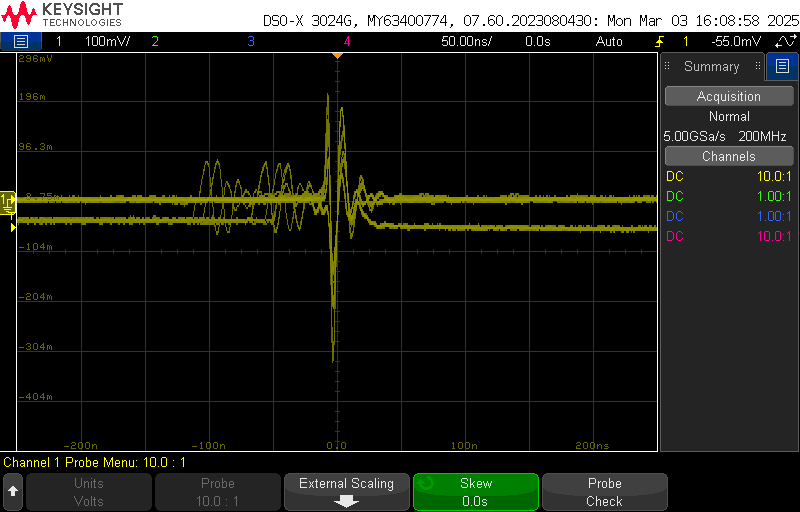 KEYSIGHT
TECHNOLOGIES
DSO-X 3024G, MY63400774, 07.60.2023080430: Mon Mar 03 16:08:58 2025
1 100mV/ 2 3 4 50.00ns/ 0.0s Auto 1 -55.0mV
296mV
196m
96.3m
-104m
-204m
-304m
-404m
-200n -100n 0.0 100n 200ns
1
Summary
Acquisition
Normal
5.00GSa/s 200MHz
Channels
DC 10.0:1
DC 1.00:1
DC 1.00:1
DC 10.0:1
Channel 1 Probe Menu: 10.0 : 1
Units
Volts
Probe
10.0 : 1
External Scaling
Skew
0.0s
Probe
Check